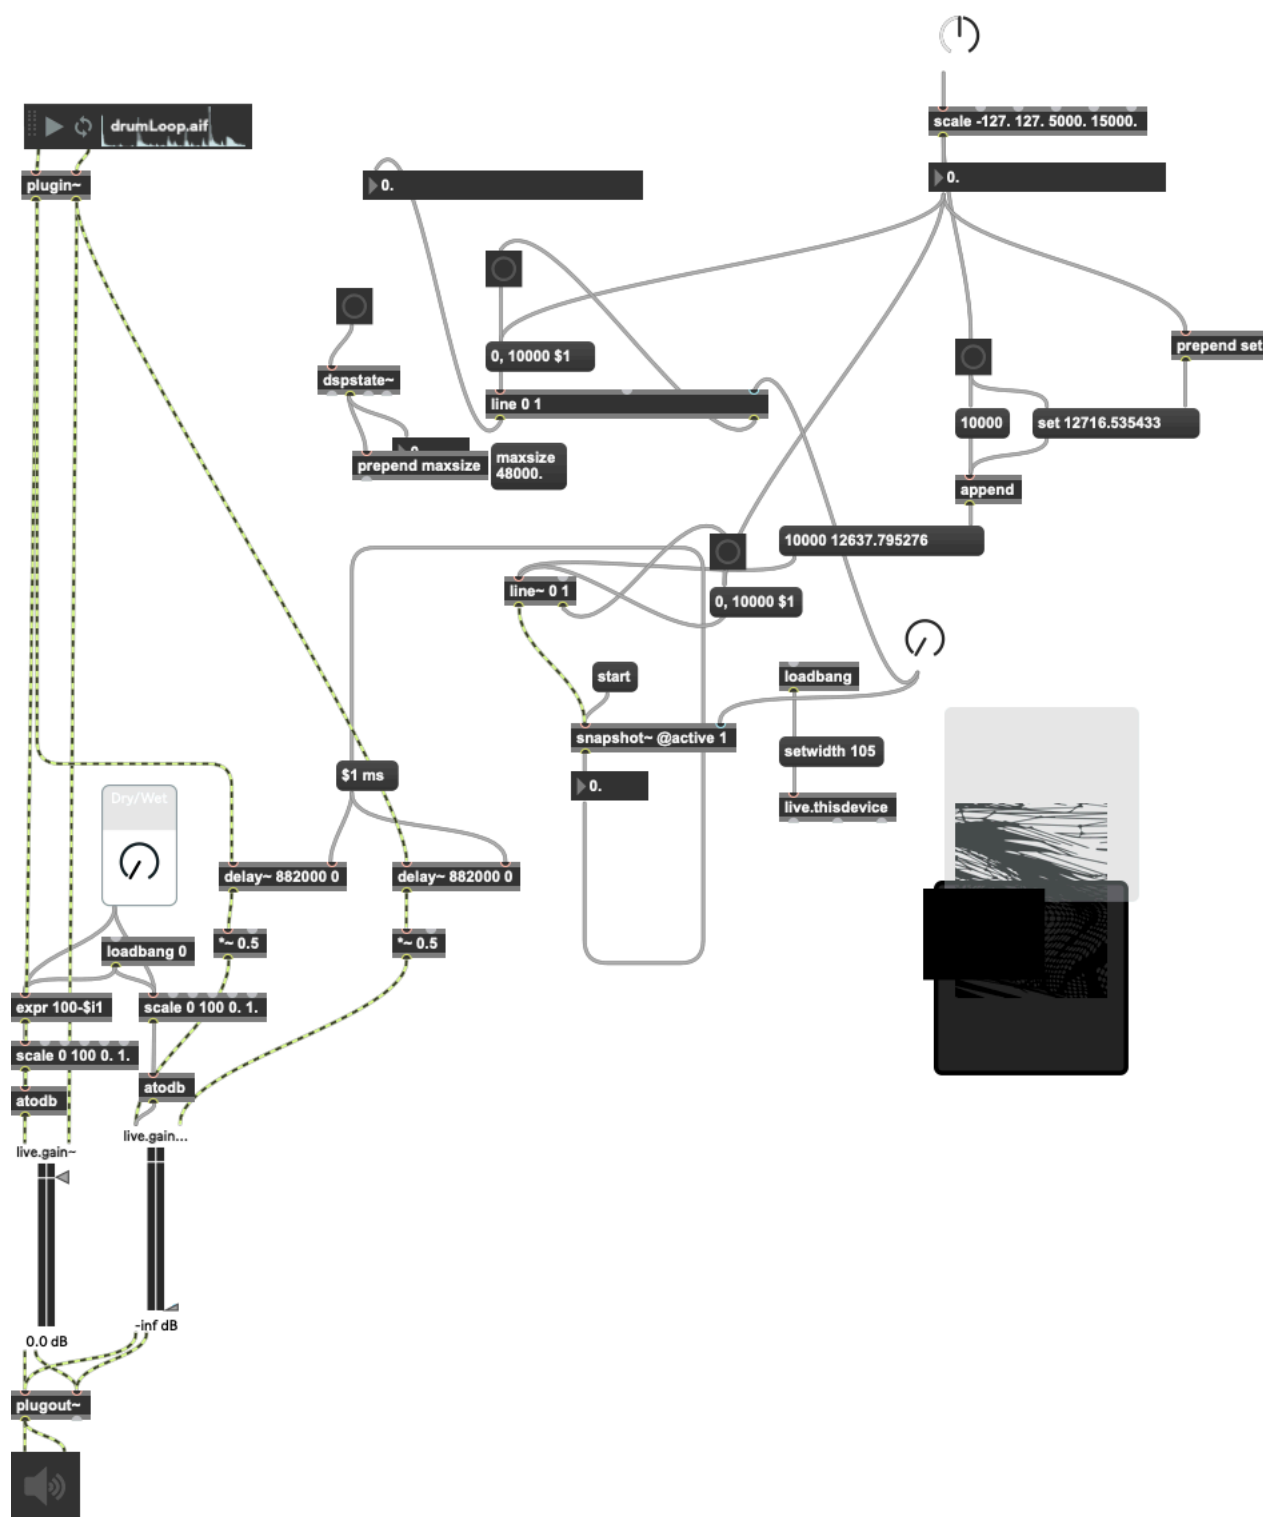 scale -127. 127. 5000. 15000.
drumLoop.aif
0.
plugin~
0.
prepend set
0, 10000 $1
dspstate~
line 0 1
10000
set 12716.535433
prepend maxsize
maxsize
48000.
append
10000 12637.795276
line~ 0 1
0, 10000 $1
start
loadbang
snapshot~ @active 1
setwidth 105
$1 ms
0.
Dry/Wet
live.thisdevice
delay~ 882000 0
delay~ 882000 0
*~ 0.5
*~ 0.5
loadbang 0
expr 100-$i1
scale 0 100 0. 1.
scale 0 100 0. 1.
atodb
atodb
live.gain...
live.gain~
-inf dB
0.0 dB
plugout~